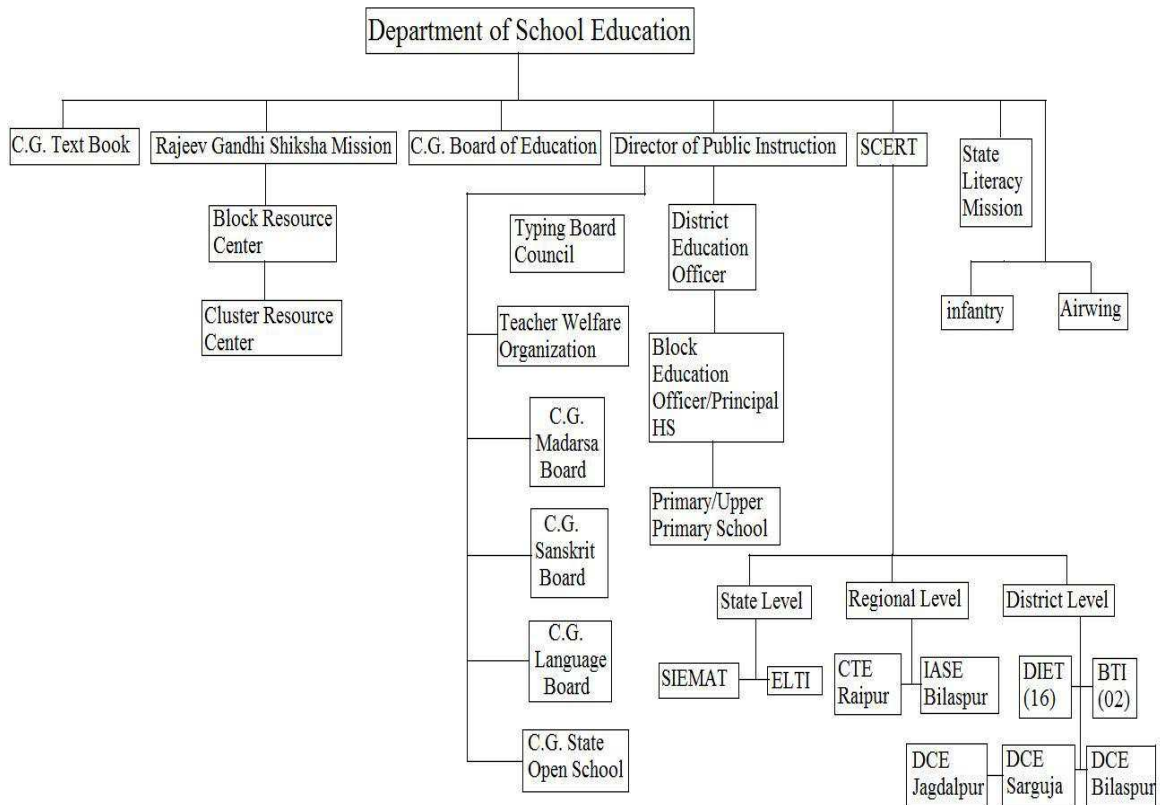 Department of School Education
C.G. Text Book
Rajeev Gandhi Shiksha Mission
C.G. Board of Education
Director of Public Instruction
SCERT
State
Literacy
Mission
Block Resource
Center
Cluster Resource
Center
Typing Board
Council
Teacher Welfare
Organization
C.G.
Madarsa
Board
C.G.
Sanskrit
Board
C.G.
Language
Board
C.G. State
Open School
District
Education
Officer
Block
Education
Officer/Principal
HS
Primary/Upper
Primary School
infantry
Airwing
State Level
Regional Level
District Level
SIEMAT
ELTI
CTE
Raipur
IASE
Bilaspur
DIET
(16)
BTI
(02)
DCE
Jagdalpur
DCE
Sarguja
DCE
Bilaspur